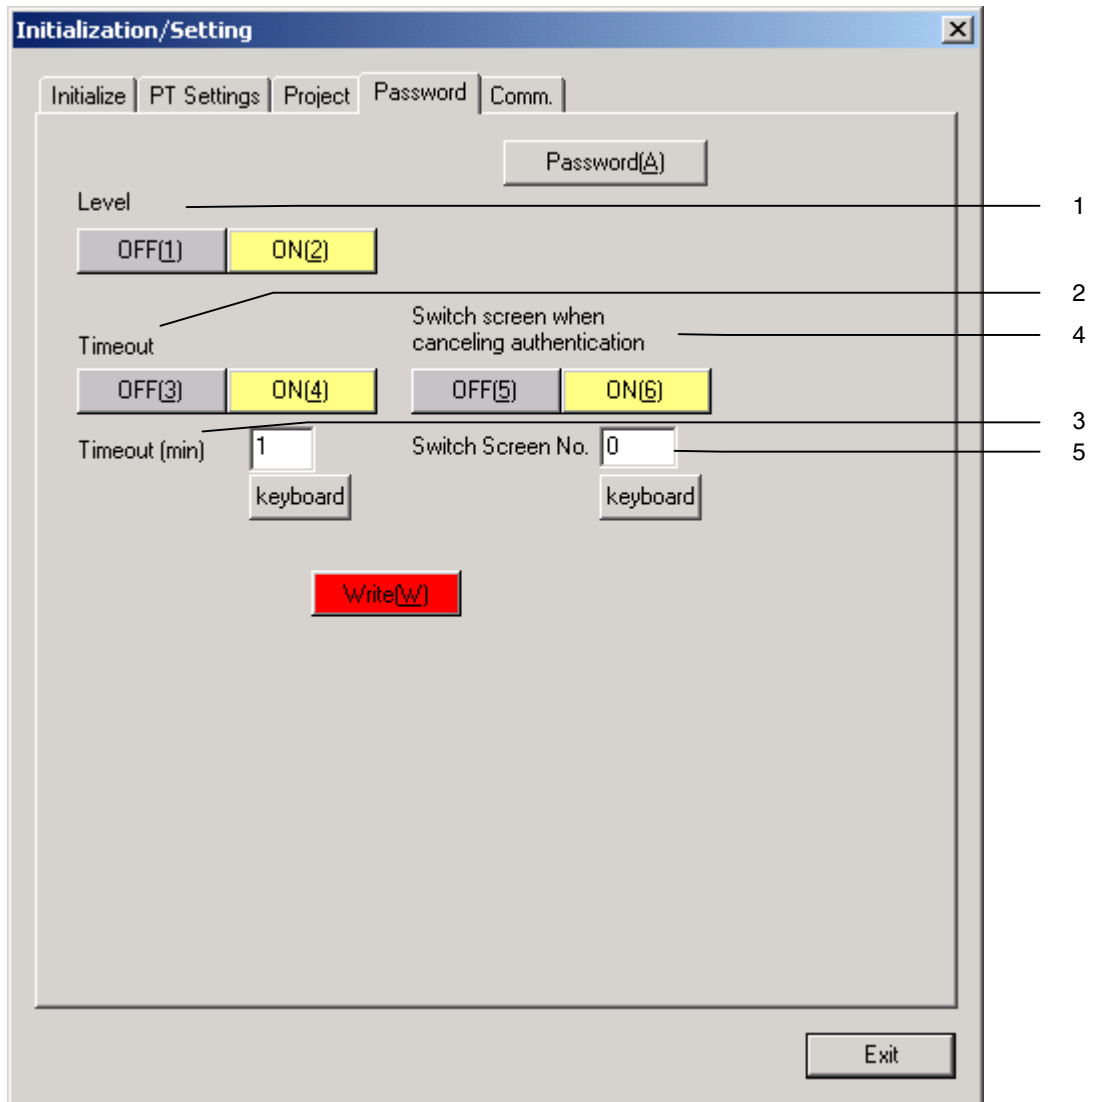 Initialization/Setting
Initialize PT Settings Project Password Comm.
Password(A)
Level 1
OFF(1) ON(2)
2
Switch screen when
canceling authentication 4
Timeout
OFF(3) ON(4) OFF(5) ON(6)
3
Timeout (min) 1 Switch Screen No. 0 5
keyboard keyboard
Write(W)
Exit